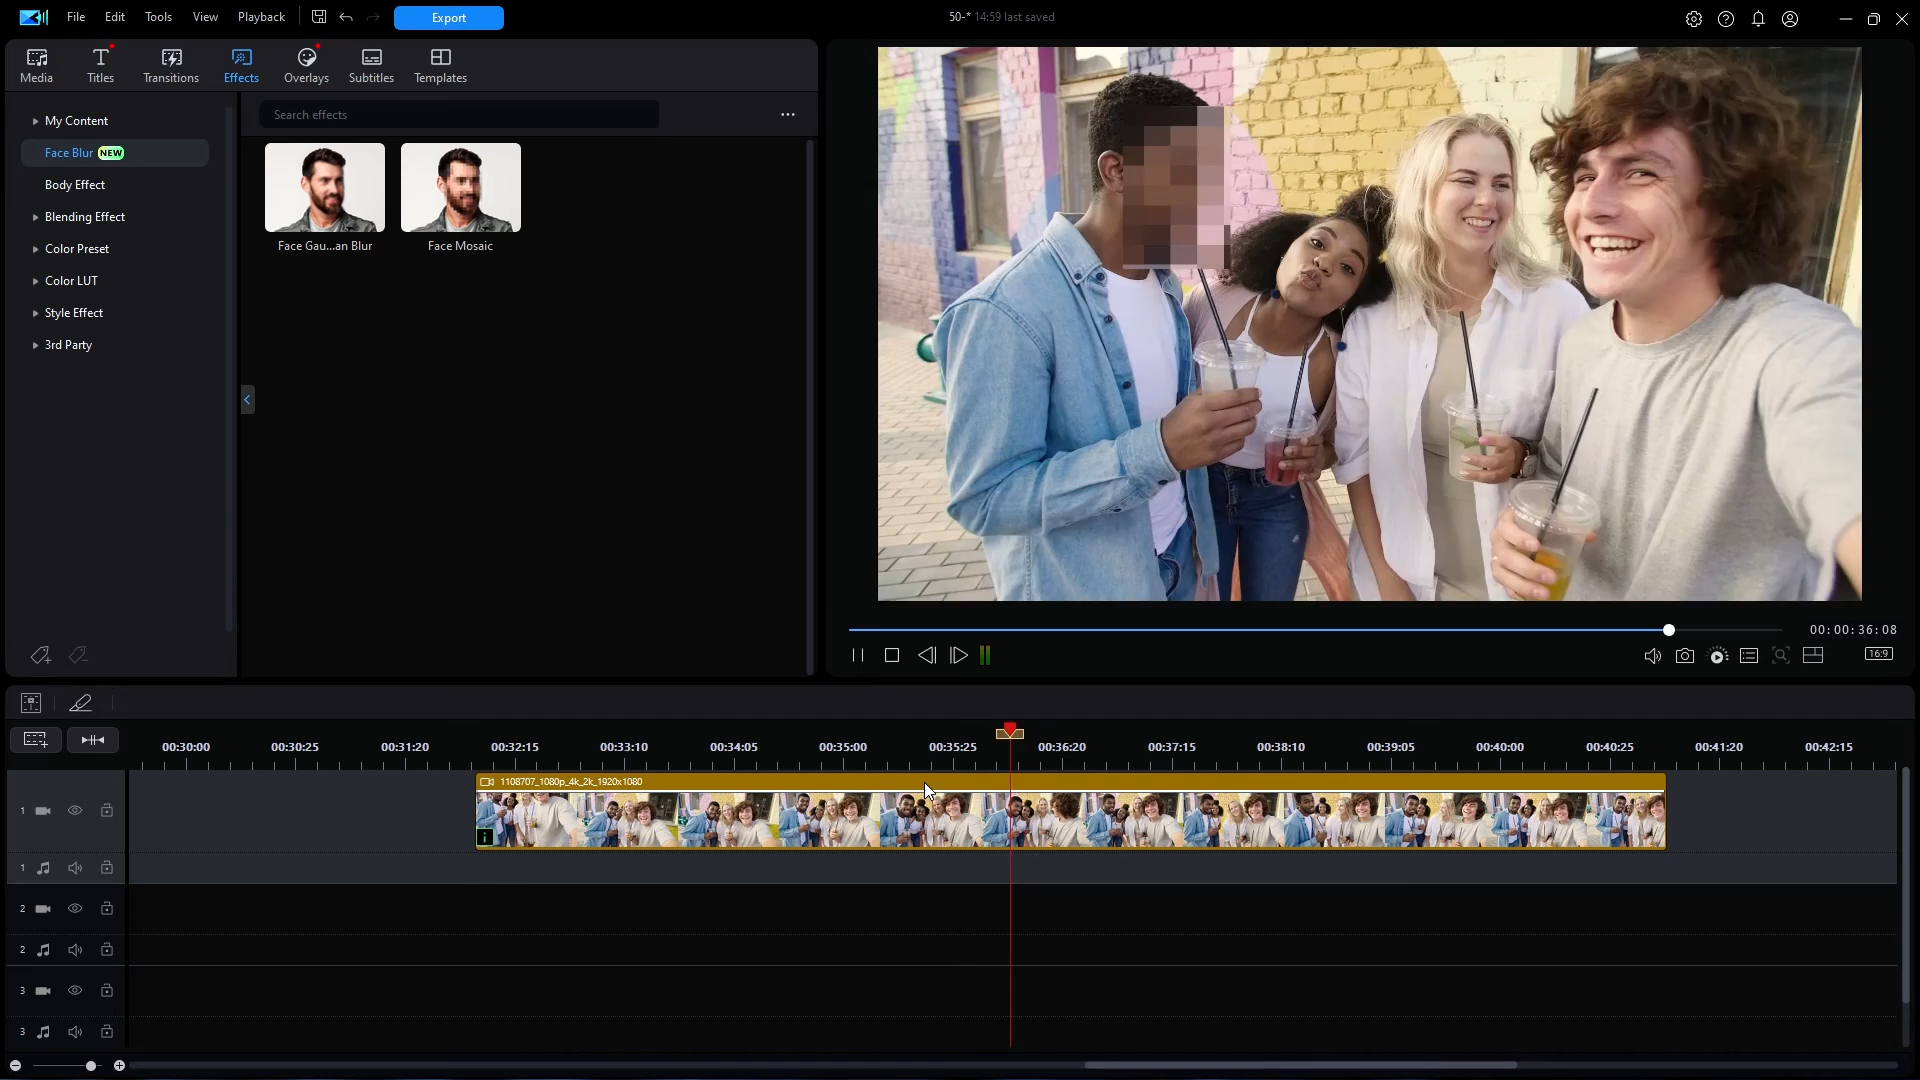 File Edit Tools View Playback Export 50-* 14:59 last saved
Media Titles Transitions Effects Overlays Subtitles Templates
Search effects
My Content
Face Blur NEW
Body Effect
Blending Effect
Color Preset
Color LUT
Style Effect
3rd Party
Face Gau...an Blur Face Mosaic
00:00:36:08
16:9
00:30:00 00:30:25 00:31:20 00:32:15 00:33:10 00:34:05 00:35:00 00:35:25 00:36:20 00:37:15 00:38:10 00:39:05 00:40:00 00:40:25 00:41:20 00:42:15
1108707_1080p_4k_2k_1920x1080
i
1
1
2
2
3
3